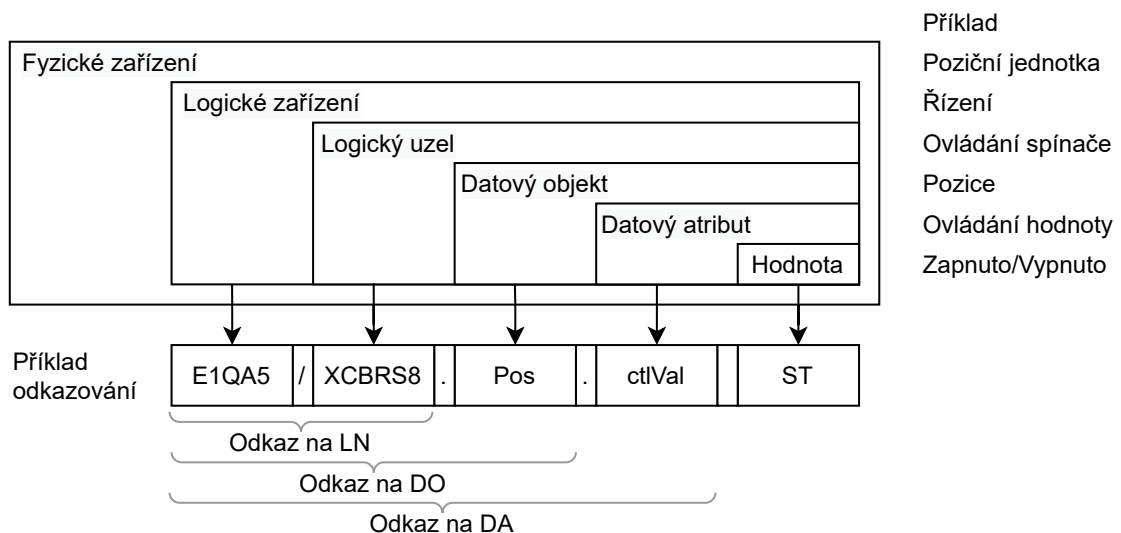 Příklad
Fyzické zařízení
Poziční jednotka
Logické zařízení
Řízení
Logický uzel
Ovládání spínače
Datový objekt
Pozice
Datový atribut
Ovládání hodnoty
Hodnota
Zapnuto/Vypnuto
Příklad
odkazování
E1QA5 / XCBRS8 . Pos . ctlVal ST
Odkaz na LN
Odkaz na DO
Odkaz na DA